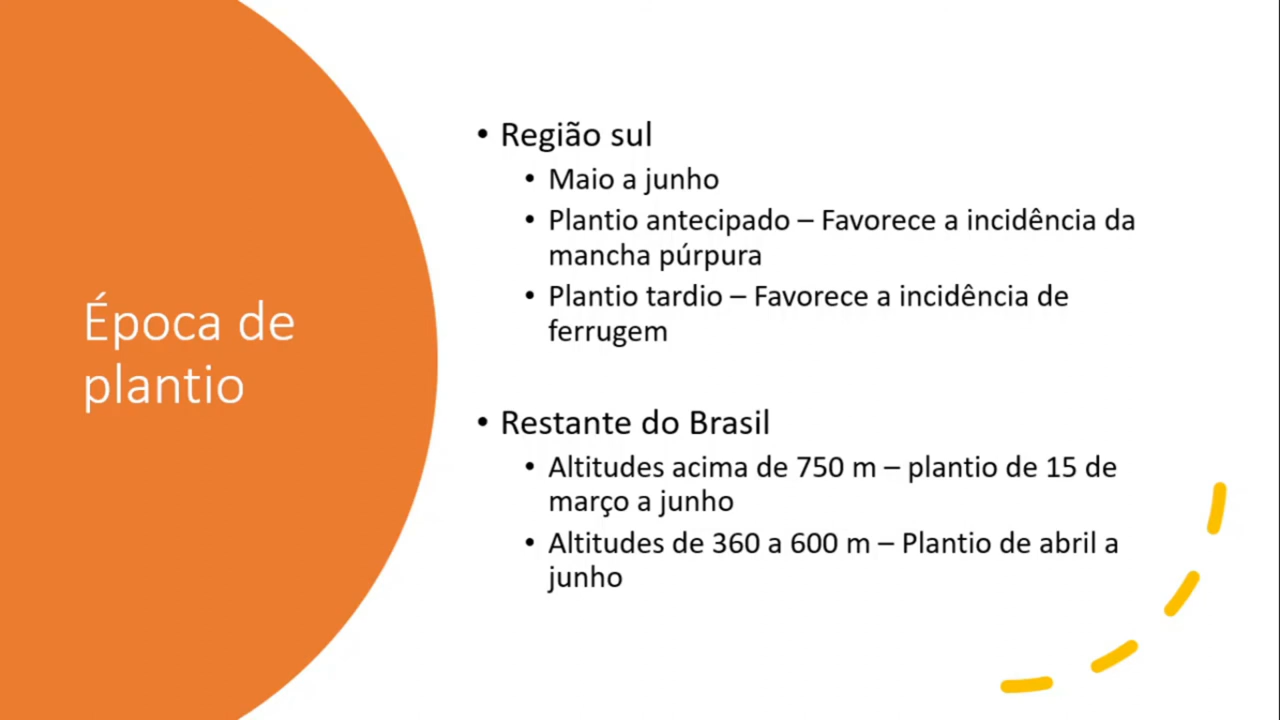 Época de
plantio
• Região sul
• Maio a junho
• Plantio antecipado – Favorece a incidência da
mancha púrpura
• Plantio tardio – Favorece a incidência de
ferrugem
• Restante do Brasil
• Altitudes acima de 750 m – plantio de 15 de
março a junho
• Altitudes de 360 a 600 m – Plantio de abril a
junho